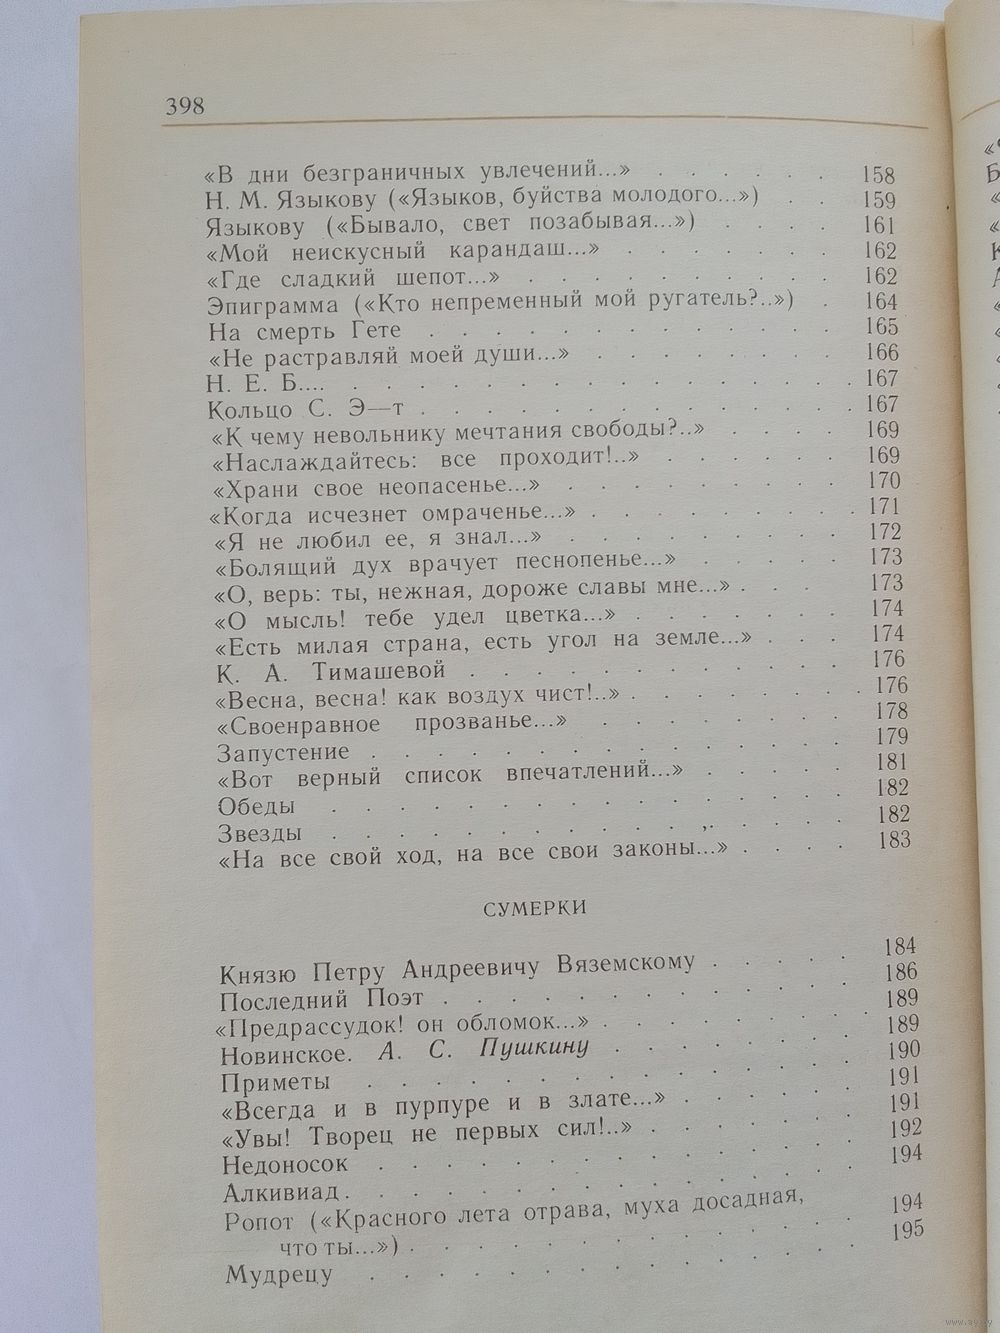 398
«В дни безграничных увлечений...» . . . . . . 158
Н. М. Языкову («Языков, буйства молодого...») . . 159
Языкову («Бывало, свет позабывая...») . . . . 161
«Мой неискусный карандаш...» . . . . . . . 162
«Где сладкий шепот...» . . . . . . . . . . 162
Эпиграмма («Кто непременный мой ругатель?..») . 164
На смерть Гете . . . . . . . . . . . . . 165
«Не растравляй моей души...» . . . . . . . . 166
Н. Е. Б.... . . . . . . . . . . . . . . . . 167
Кольцо С. Э—т . . . . . . . . . . . . . . 167
«К чему невольнику мечтания свободы?..» . . . . 169
«Наслаждайтесь: все проходит!..» . . . . . . 169
«Храни свое неопасенье...» . . . . . . . . . 170
«Когда исчезнет омраченье...» . . . . . . . . 171
«Я не любил ее, я знал...» . . . . . . . . . 172
«Болящий дух врачует песнопенье...» . . . . . 173
«О, верь: ты, нежная, дороже славы мне...» . . . . 173
«О мысль! тебе удел цветка...» . . . . . . . 174
«Есть милая страна, есть угол на земле...» . . . 174
К. А. Тимашевой . . . . . . . . . . . . 176
«Весна, весна! как воздух чист!..» . . . . . . . . 176
«Своенравное прозванье...» . . . . . . . . 178
Запустение . . . . . . . . . . . . . . 179
«Вот верный список впечатлений...» . . . . . 181
Обеды . . . . . . . . . . . . . . . 182
Звезды . . . . . . . . . . . . . . . 182
«На все свой ход, на все свои законы...» . . . . 183
СУМЕРКИ
Князю Петру Андреевичу Вяземскому . . . . . 184
Последний Поэт . . . . . . . . . . . . . 186
«Предрассудок! он обломок...» . . . . . . . . 189
Новинское. А. С. Пушкину . . . . . . . . 189
Приметы . . . . . . . . . . . . . . 190
«Всегда и в пурпуре и в злате...» . . . . . . 191
«Увы! Творец не первых сил!..» . . . . . . . 191
Недоносок . . . . . . . . . . . . . . 192
Алкивиад . . . . . . . . . . . . . . . 194
Ропот («Красного лета отрава, муха досадная,
что ты...») . . . . . . . . . . . . . 194
Мудрецу . . . . . . . . . . . . . . 195